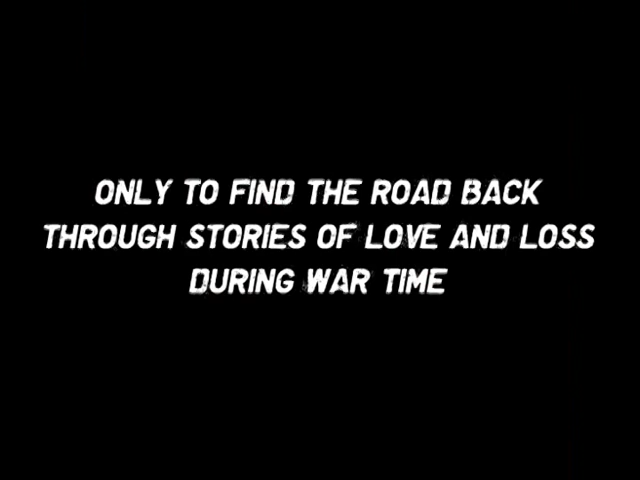 ONLY TO FIND THE ROAD BACK
THROUGH STORIES OF LOVE AND LOSS
DURING WAR TIME